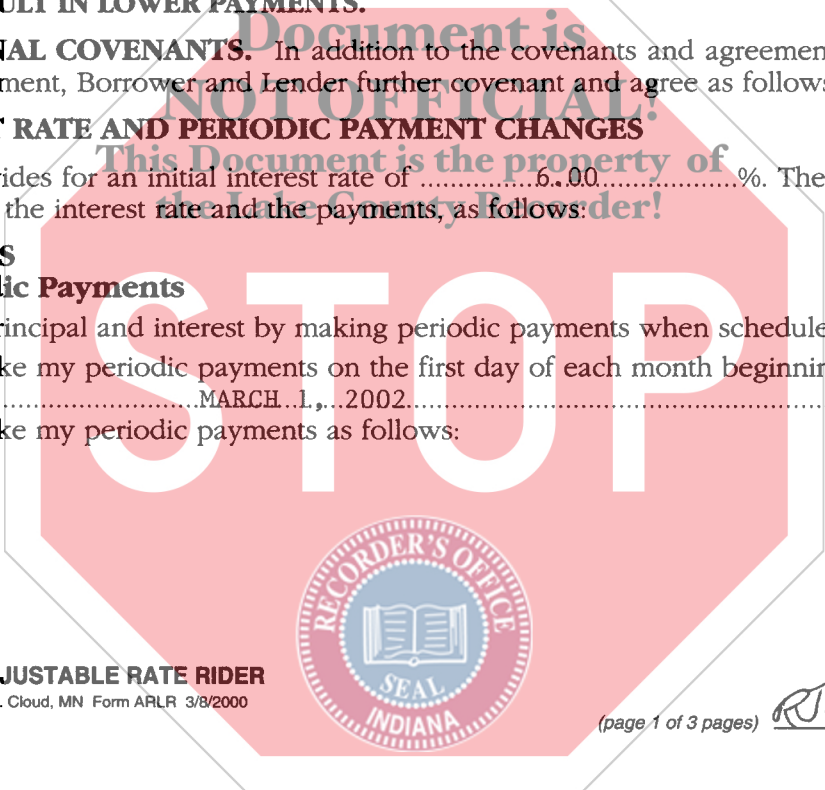 ULT IN LOWER PAYMENTS.
Document is
NAL COVENANTS. In addition to the covenants and agreemen
ment, Borrower and Lender further covenant and agree as follows
NOT OFFICIAL!
T RATE AND PERIODIC PAYMENT CHANGES
This Document is the property of
ides for an initial interest rate of ..............6.00..................%. The
the interest rate and the payments, as follows:
the Lake County Recorder!
S
dic Payments
rincipal and interest by making periodic payments when schedule
ke my periodic payments on the first day of each month beginnin
........................MARCH 1, 2002..................................................
ke my periodic payments as follows:
STOP
RECORDER'S OFFICE
SEAL
INDIANA
JUSTABLE RATE RIDER
. Cloud, MN Form ARLR 3/8/2000
(page 1 of 3 pages)